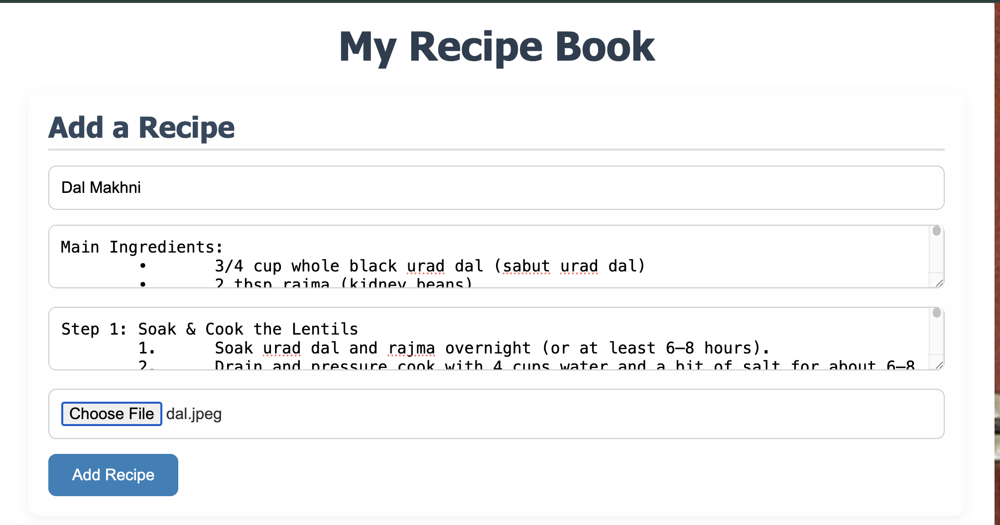 My Recipe Book
Add a Recipe
Dal Makhni
Main Ingredients:
• 3/4 cup whole black urad dal (sabut urad dal)
• 2 tbsp rajma (kidney beans)
Step 1: Soak & Cook the Lentils
1. Soak urad dal and rajma overnight (or at least 6–8 hours).
2. Drain and pressure cook with 4 cups water and a bit of salt for about 6–8
Choose File dal.jpeg
Add Recipe